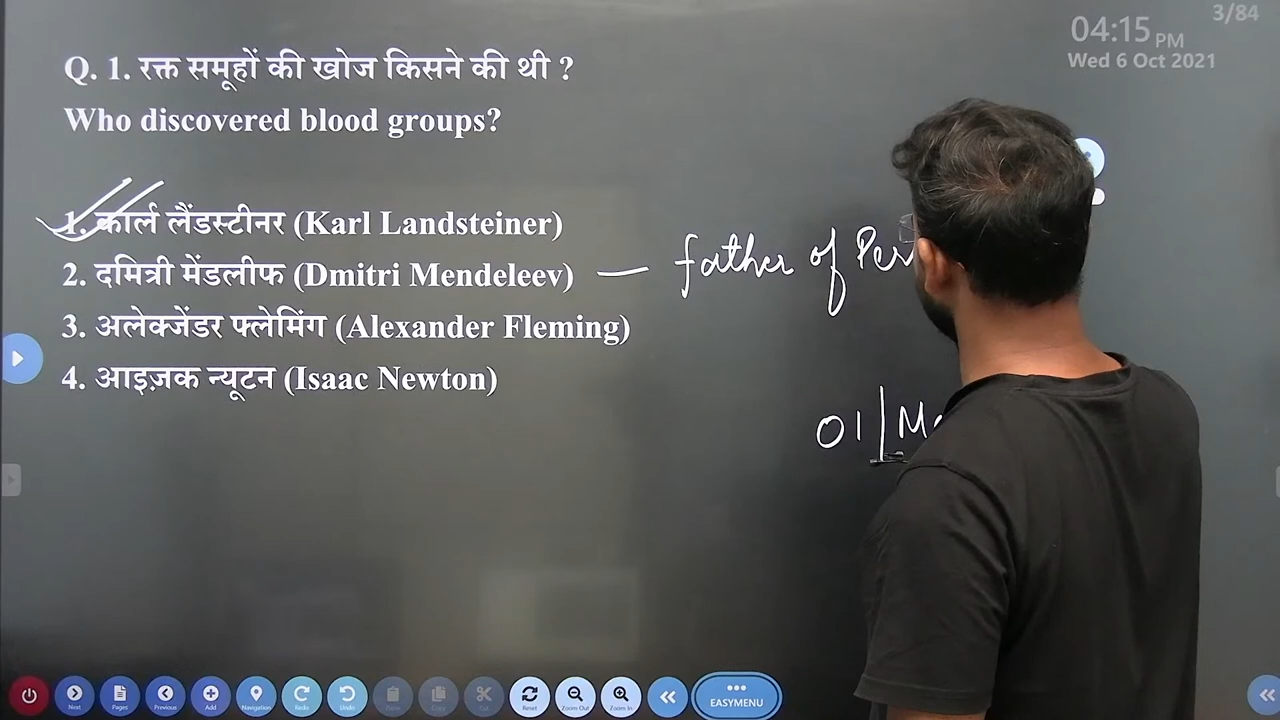 3/84
04:15 PM
Wed 6 Oct 2021
Q. 1. रक्त समूहों की खोज किसने की थी ?
Who discovered blood groups?
1. कार्ल लैंडस्टीनर (Karl Landsteiner)
2. दमित्री मेंडलीफ (Dmitri Mendeleev) — father of Per
3. अलेक्जेंडर फ्लेमिंग (Alexander Fleming)
4. आइज़क न्यूटन (Isaac Newton)
01|M
Next Pages Previous Add Navigation Redo Undo Paste Copy Cut Reset Zoom Out Zoom In EASYMENU